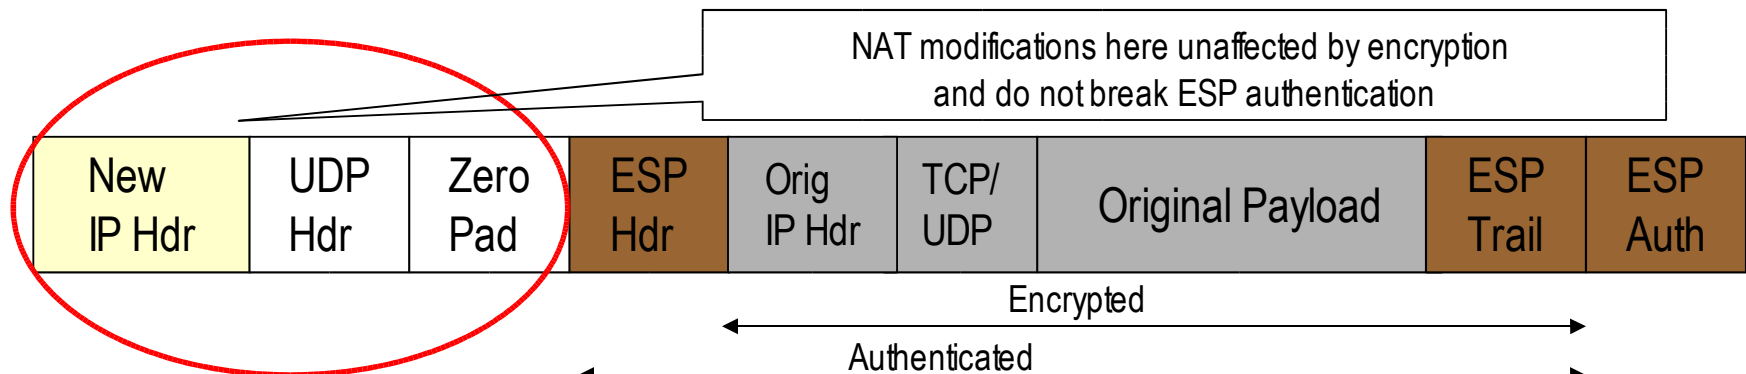 NAT modifications here unaffected by encryption
and do not break ESP authentication
New
IP Hdr
UDP
Hdr
Zero
Pad
ESP
Hdr
Orig
IP Hdr
TCP/
UDP
Original Payload
ESP
Trail
ESP
Auth
Encrypted
Authenticated